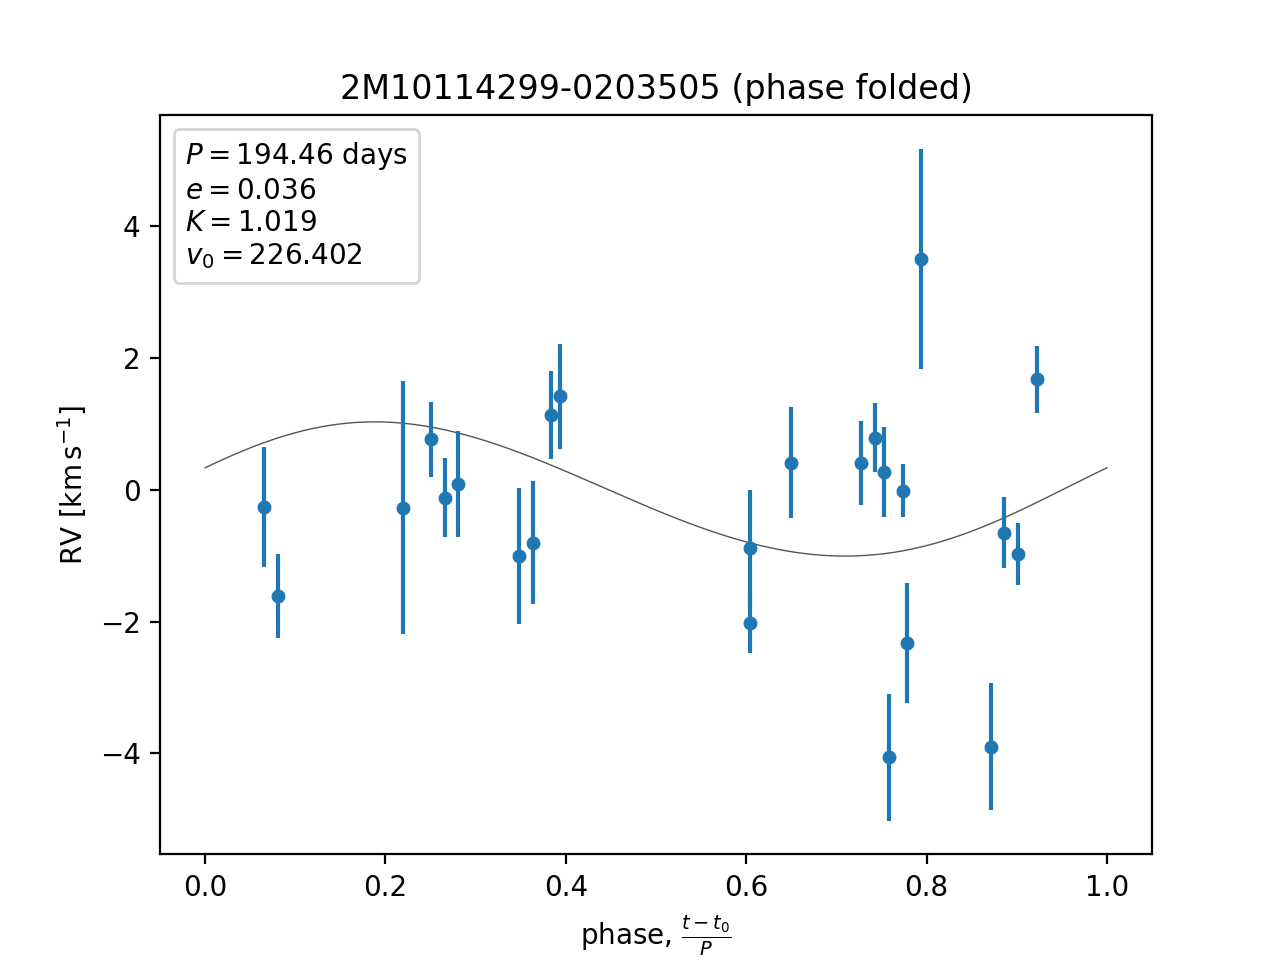 2M10114299-0203505 (phase folded)
P = 194.46 days
e = 0.036
K = 1.019
v₀ = 226.402
4
2
0
−2
−4
RV [km s⁻¹]
0.0 0.2 0.4 0.6 0.8 1.0
phase, (t − t₀)/P